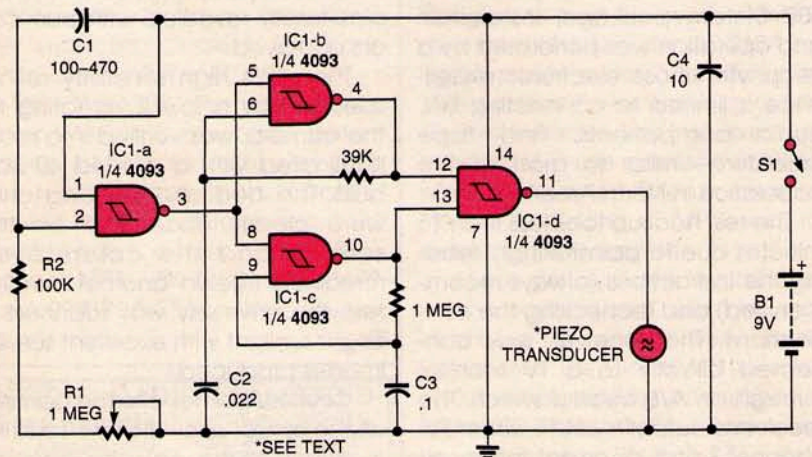 C1
100–470
IC1-b
1/4 4093
5
6
4
IC1-a
1/4 4093
1
2
3
39K
12
13
14
11
7
IC1-d
1/4 4093
8
9
10
IC1-c
1/4 4093
R2
100K
1 MEG
R1
1 MEG
C2
.022
C3
.1
*SEE TEXT
*PIEZO
TRANSDUCER
C4
10
S1
+
B1
9V